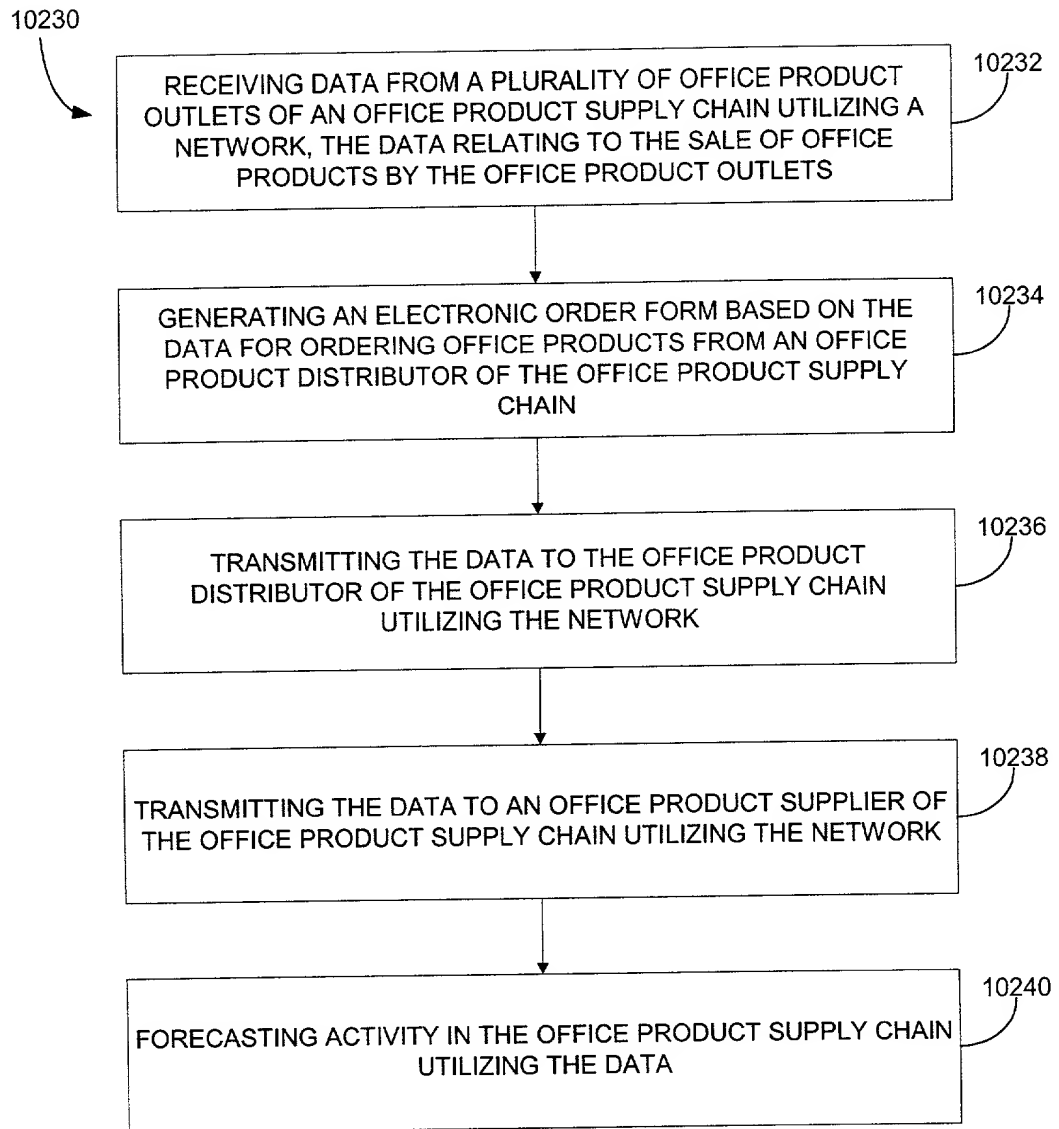 10230
10232
RECEIVING DATA FROM A PLURALITY OF OFFICE PRODUCT
OUTLETS OF AN OFFICE PRODUCT SUPPLY CHAIN UTILIZING A
NETWORK, THE DATA RELATING TO THE SALE OF OFFICE
PRODUCTS BY THE OFFICE PRODUCT OUTLETS
10234
GENERATING AN ELECTRONIC ORDER FORM BASED ON THE
DATA FOR ORDERING OFFICE PRODUCTS FROM AN OFFICE
PRODUCT DISTRIBUTOR OF THE OFFICE PRODUCT SUPPLY
CHAIN
10236
TRANSMITTING THE DATA TO THE OFFICE PRODUCT
DISTRIBUTOR OF THE OFFICE PRODUCT SUPPLY CHAIN
UTILIZING THE NETWORK
10238
TRANSMITTING THE DATA TO AN OFFICE PRODUCT SUPPLIER OF
THE OFFICE PRODUCT SUPPLY CHAIN UTILIZING THE NETWORK
10240
FORECASTING ACTIVITY IN THE OFFICE PRODUCT SUPPLY CHAIN
UTILIZING THE DATA